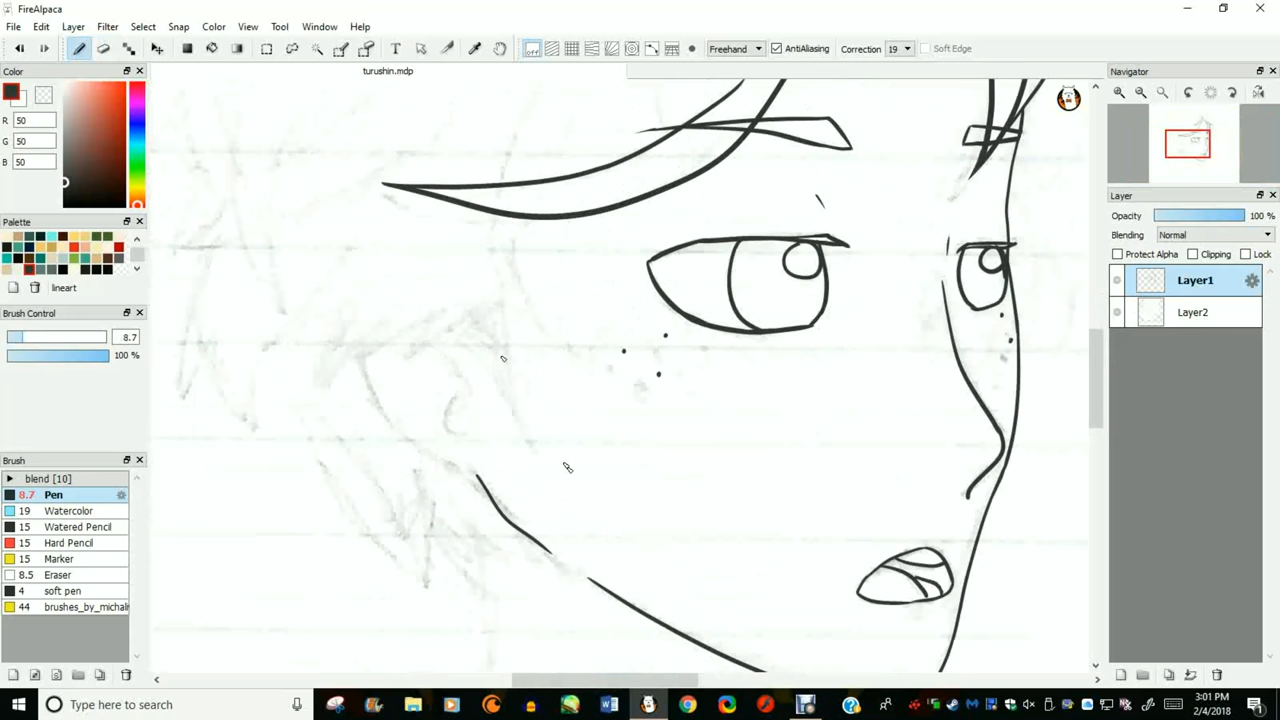 FireAlpaca
File Edit Layer Filter Select Snap Color View Tool Window Help
off Freehand AntiAliasing Correction 19 Soft Edge
Color
turushin.mdp
Navigator
R 50
G 50
B 50
Layer
Opacity 100 %
Blending Normal
Protect Alpha Clipping Lock
Palette
Layer1
lineart
Layer2
Brush Control
8.7
100 %
Brush
blend [10]
8.7 Pen
19 Watercolor
15 Watered Pencil
15 Hard Pencil
15 Marker
8.5 Eraser
4 soft pen
44 brushes_by_michal
Type here to search
3:01 PM
2/4/2018